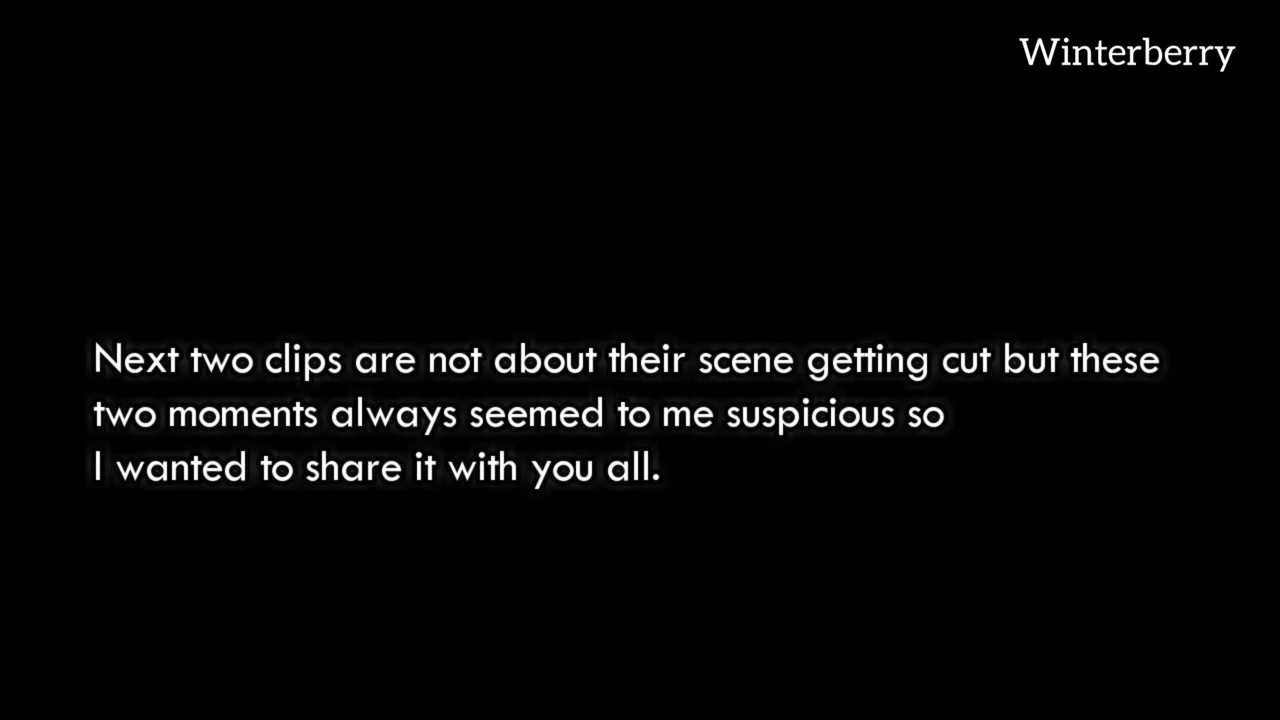 Winterberry
Next two clips are not about their scene getting cut but these
two moments always seemed to me suspicious so
I wanted to share it with you all.